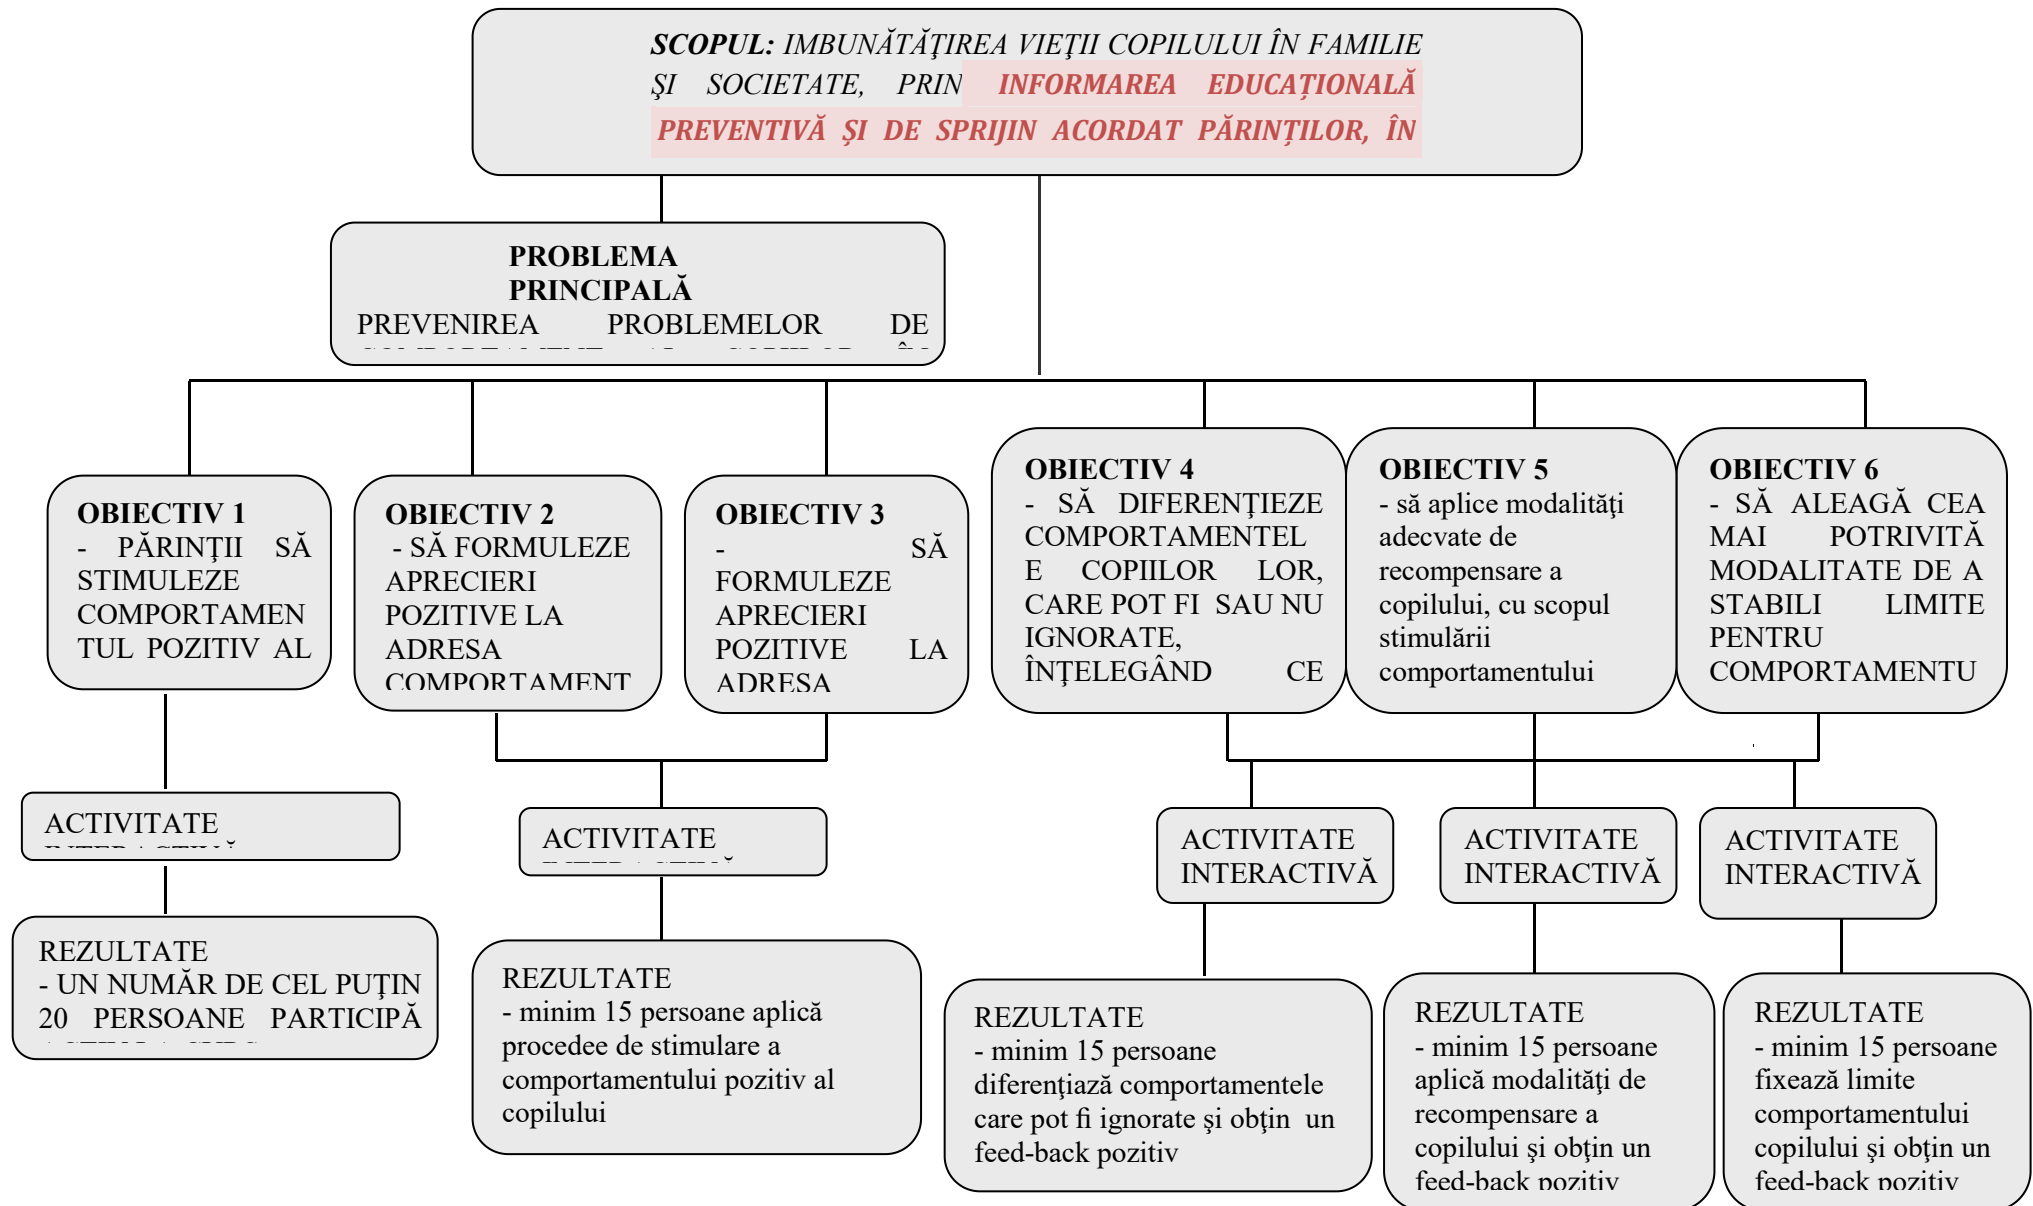 SCOPUL: IMBUNĂTĂŢIREA VIEŢII COPILULUI ÎN FAMILIE
ŞI SOCIETATE, PRIN INFORMAREA EDUCAȚIONALĂ
PREVENTIVĂ ȘI DE SPRIJIN ACORDAT PĂRINȚILOR, ÎN
PROBLEMA
PRINCIPALĂ
PREVENIREA PROBLEMELOR DE
OBIECTIV 1
- PĂRINŢII SĂ
STIMULEZE
COMPORTAMEN
TUL POZITIV AL
OBIECTIV 2
- SĂ FORMULEZE
APRECIERI
POZITIVE LA
ADRESA
COMPORTAMENT
OBIECTIV 3
- SĂ
FORMULEZE
APRECIERI
POZITIVE LA
ADRESA
OBIECTIV 4
- SĂ DIFERENŢIEZE
COMPORTAMENTEL
E COPIILOR LOR,
CARE POT FI SAU NU
IGNORATE,
ÎNŢELEGÂND CE
OBIECTIV 5
- să aplice modalităţi
adecvate de
recompensare a
copilului, cu scopul
stimulării
comportamentului
OBIECTIV 6
- SĂ ALEAGĂ CEA
MAI POTRIVITĂ
MODALITATE DE A
STABILI LIMITE
PENTRU
COMPORTAMENTU
ACTIVITATE
ACTIVITATE
ACTIVITATE
INTERACTIVĂ
ACTIVITATE
INTERACTIVĂ
ACTIVITATE
INTERACTIVĂ
REZULTATE
- UN NUMĂR DE CEL PUŢIN
20 PERSOANE PARTICIPĂ
REZULTATE
- minim 15 persoane aplică
procedee de stimulare a
comportamentului pozitiv al
copilului
REZULTATE
- minim 15 persoane
diferenţiază comportamentele
care pot fi ignorate şi obţin un
feed-back pozitiv
REZULTATE
- minim 15 persoane
aplică modalităţi de
recompensare a
copilului şi obţin un
feed-back pozitiv
REZULTATE
- minim 15 persoane
fixează limite
comportamentului
copilului şi obţin un
feed-back pozitiv